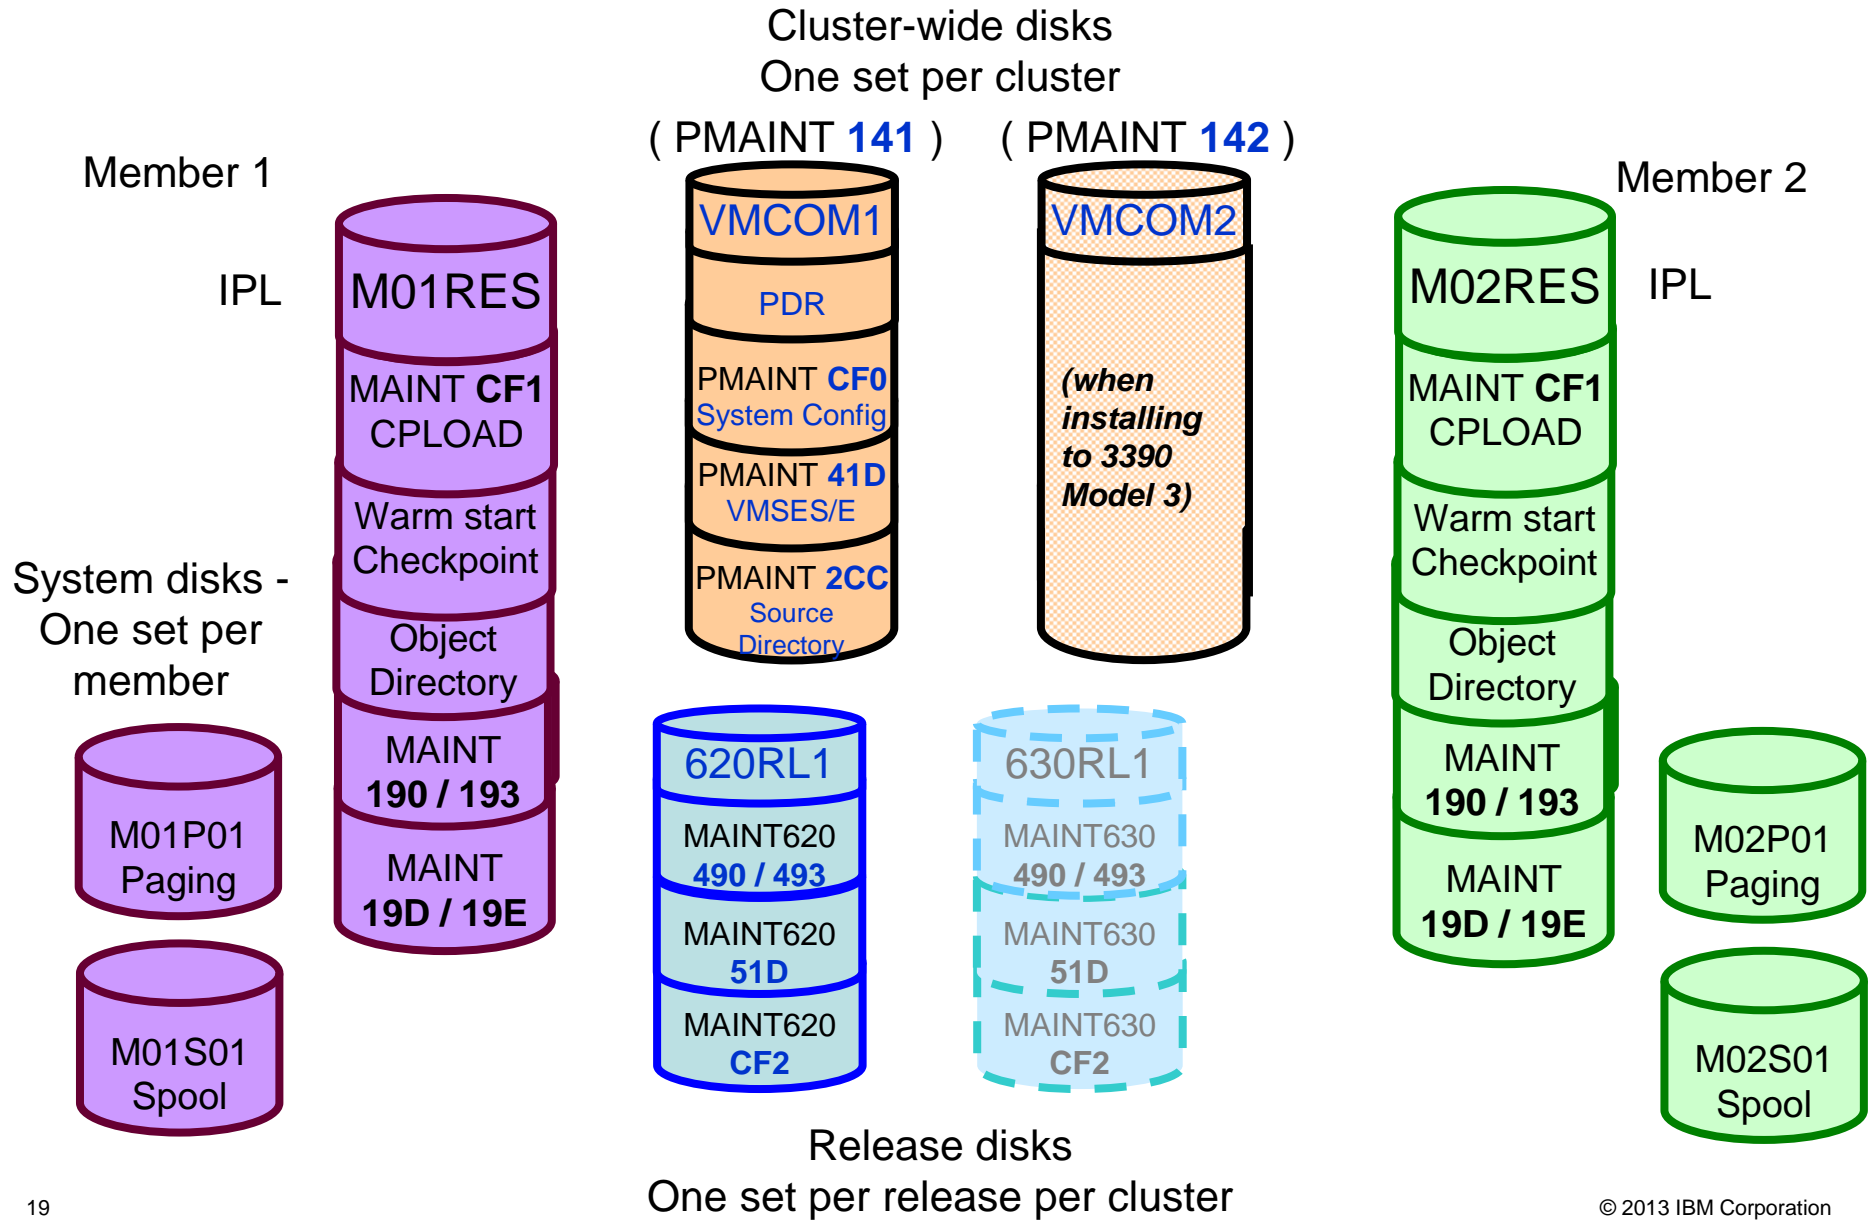 Cluster-wide disks
One set per cluster
( PMAINT 141 )
( PMAINT 142 )
Member 1
Member 2
IPL
IPL
M01RES
MAINT CF1
CPLOAD
Warm start
Checkpoint
Object
Directory
MAINT
190 / 193
MAINT
19D / 19E
VMCOM1
PDR
PMAINT CF0
System Config
PMAINT 41D
VMSES/E
PMAINT 2CC
Source
Directory
VMCOM2
(when
installing
to 3390
Model 3)
M02RES
MAINT CF1
CPLOAD
Warm start
Checkpoint
Object
Directory
MAINT
190 / 193
MAINT
19D / 19E
System disks -
One set per
member
M01P01
Paging
M01S01
Spool
620RL1
MAINT620
490 / 493
MAINT620
51D
MAINT620
CF2
630RL1
MAINT630
490 / 493
MAINT630
51D
MAINT630
CF2
M02P01
Paging
M02S01
Spool
Release disks
One set per release per cluster
19
© 2013 IBM Corporation